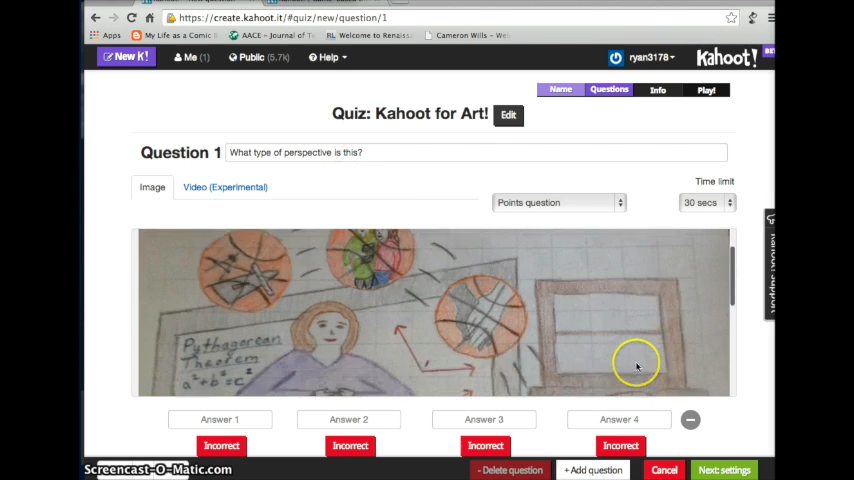 https://create.kahoot.it/#quiz/new/question/1
Apps My Life as a Comic B AACE - Journal of Te RL Welcome to Renaiss Cameron Wills - We
New K! Me (1) Public (5.7k) Help ryan3178 Kahoot! BE
Name Questions Info Play!
Quiz: Kahoot for Art! Edit
Question 1 What type of perspective is this?
Time limit
Image Video (Experimental)
Points question 30 secs
Kahoot! support
Pythagorean
Theorem
a²+b²=c²
Answer 1 Answer 2 Answer 3 Answer 4
Incorrect Incorrect Incorrect Incorrect
Screencast-O-Matic.com - Delete question + Add question Cancel Next: settings